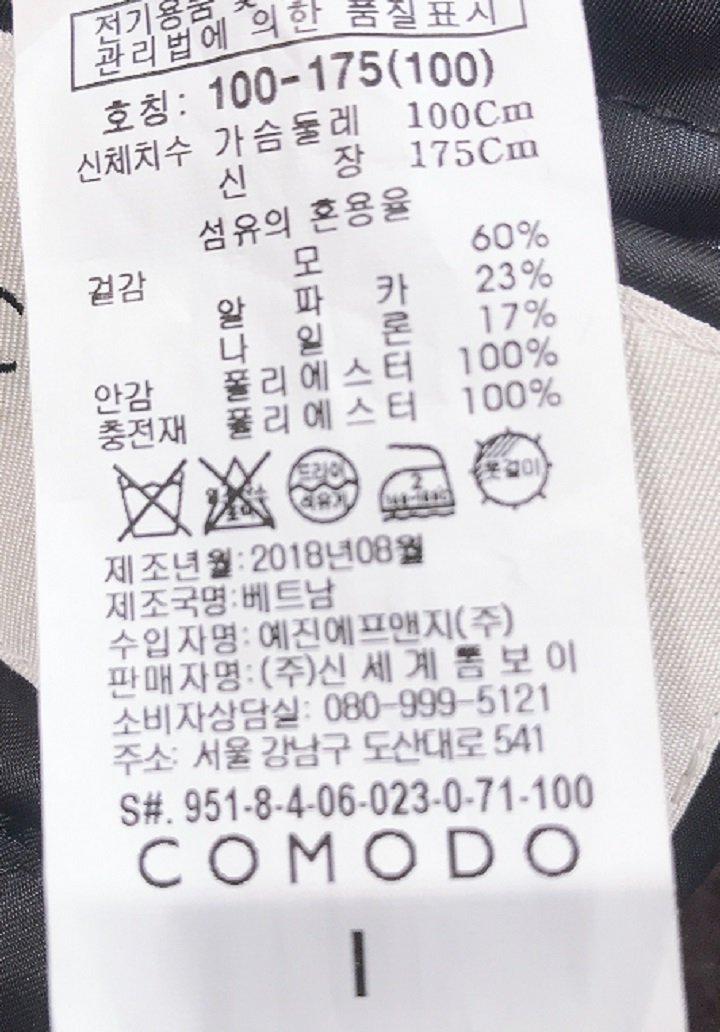 전기용품 및
관리법에 의한 품질표시
호칭: 100-175(100)
신체치수 가슴둘레 100Cm
신 장 175Cm
섬유의 혼용율
겉감 모 60%
알 파 카 23%
나 일 론 17%
안감 폴리에스터 100%
충전재 폴리에스터 100%
드라이
석유계
2
뭇걸이
제조년월:2018년08월
제조국명:베트남
수입자명: 예진에프앤지(주)
판매자명:(주)신 세 계 톰 보 이
소비자상담실: 080-999-5121
주소: 서울 강남구 도산대로 541
S#. 951-8-4-06-023-0-71-100
COMODO
I